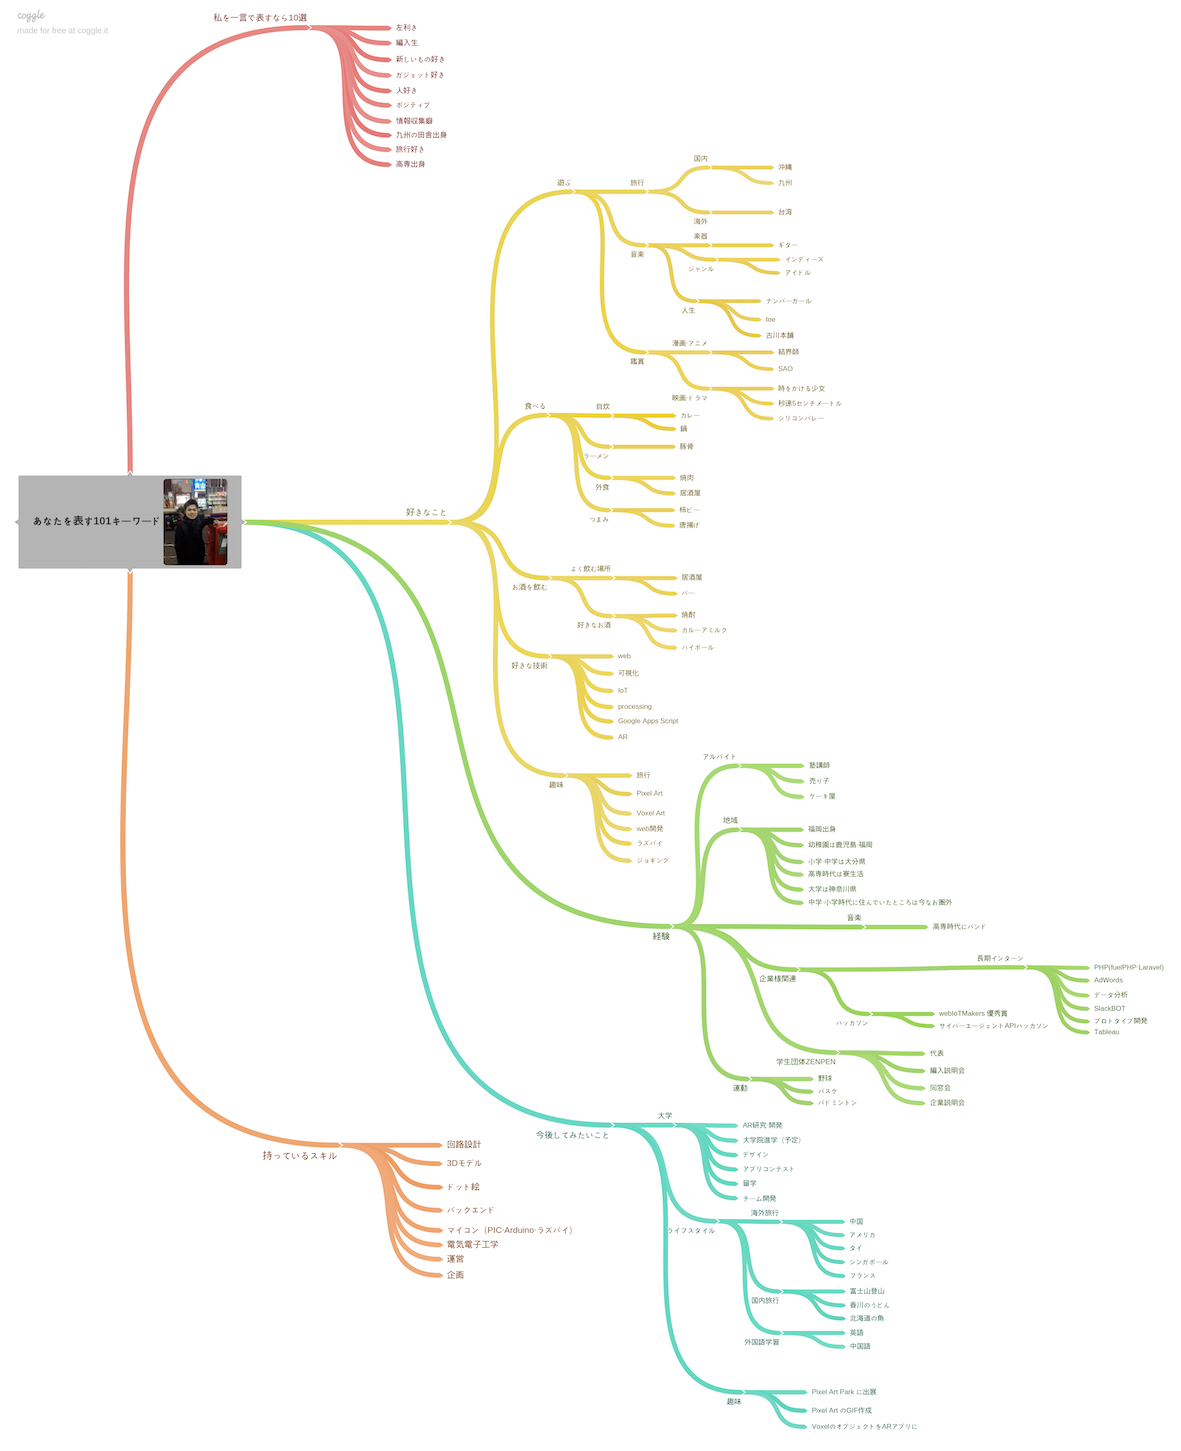 coggle
made for free at coggle.it
私を一言で表すなら10選
左利き
編入生
新しいもの好き
ガジェット好き
人好き
ポジティブ
情報収集癖
九州の田舎出身
旅行好き
高専出身
あなたを表す101キーワード
好きなこと
遊ぶ
旅行
国内
沖縄
九州
海外
台湾
音楽
楽器
ギター
ジャンル
インディーズ
アイドル
人生
ナンバーガール
toe
古川本舗
鑑賞
漫画·アニメ
結界師
SAO
映画·ドラマ
時をかける少女
秒速5センチメートル
シリコンバレー
食べる
自炊
カレー
鍋
ラーメン
豚骨
外食
焼肉
居酒屋
つまみ
柿ピー
唐揚げ
お酒を飲む
よく飲む場所
居酒屋
バー
好きなお酒
焼酎
カルーアミルク
ハイボール
好きな技術
web
可視化
IoT
processing
Google Apps Script
AR
趣味
旅行
Pixel Art
Voxel Art
web開発
ラズパイ
ジョギング
経験
アルバイト
塾講師
売り子
ケーキ屋
地域
福岡出身
幼稚園は鹿児島·福岡
小学·中学は大分県
高専時代は寮生活
大学は神奈川県
中学·小学時代に住んでいたところは今なお圏外
音楽
高専時代にバンド
企業様関連
長期インターン
PHP(fuelPHP·Laravel)
AdWords
データ分析
SlackBOT
プロトタイプ開発
Tableau
ハッカソン
webIoTMakers 優秀賞
サイバーエージェントAPIハッカソン
学生団体ZENPEN
代表
編入説明会
同窓会
企業説明会
運動
野球
バスケ
バドミントン
今後してみたいこと
大学
AR研究·開発
大学院進学（予定）
デザイン
アプリコンテスト
留学
チーム開発
ライフスタイル
海外旅行
中国
アメリカ
タイ
シンガポール
フランス
国内旅行
富士山登山
香川のうどん
北海道の魚
外国語学習
英語
中国語
趣味
Pixel Art Park に出展
Pixel Art のGIF作成
VoxelのオブジェクトをARアプリに
持っているスキル
回路設計
3Dモデル
ドット絵
バックエンド
マイコン（PIC·Arduino·ラズパイ）
電気電子工学
運営
企画